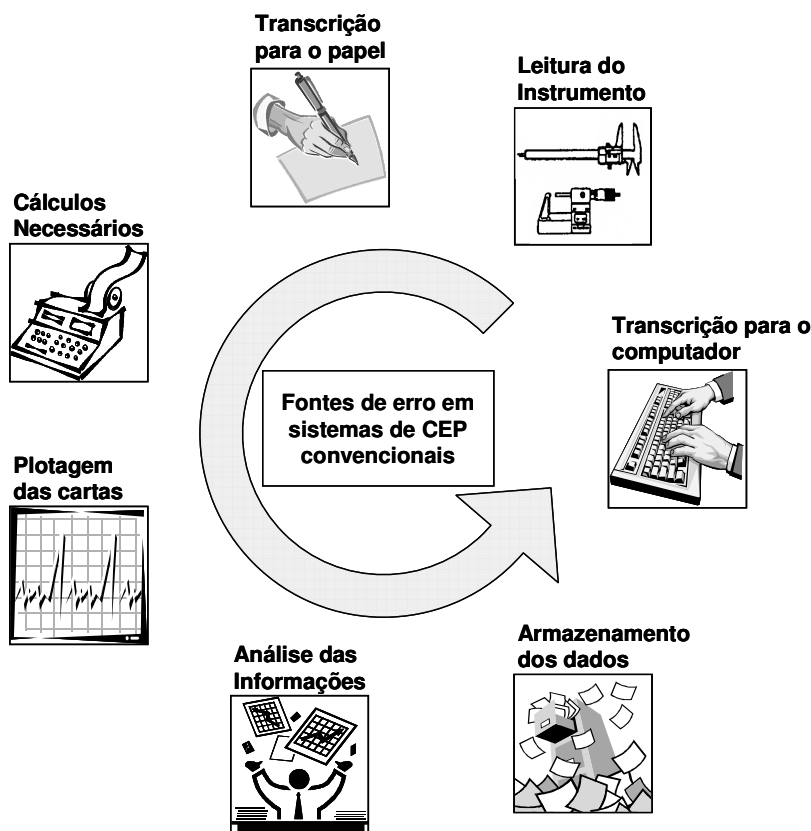 Transcrição
para o papel
Leitura do
Instrumento
Cálculos
Necessários
Transcrição para o
computador
Fontes de erro em
sistemas de CEP
convencionais
Plotagem
das cartas
Armazenamento
dos dados
Análise das
Informações